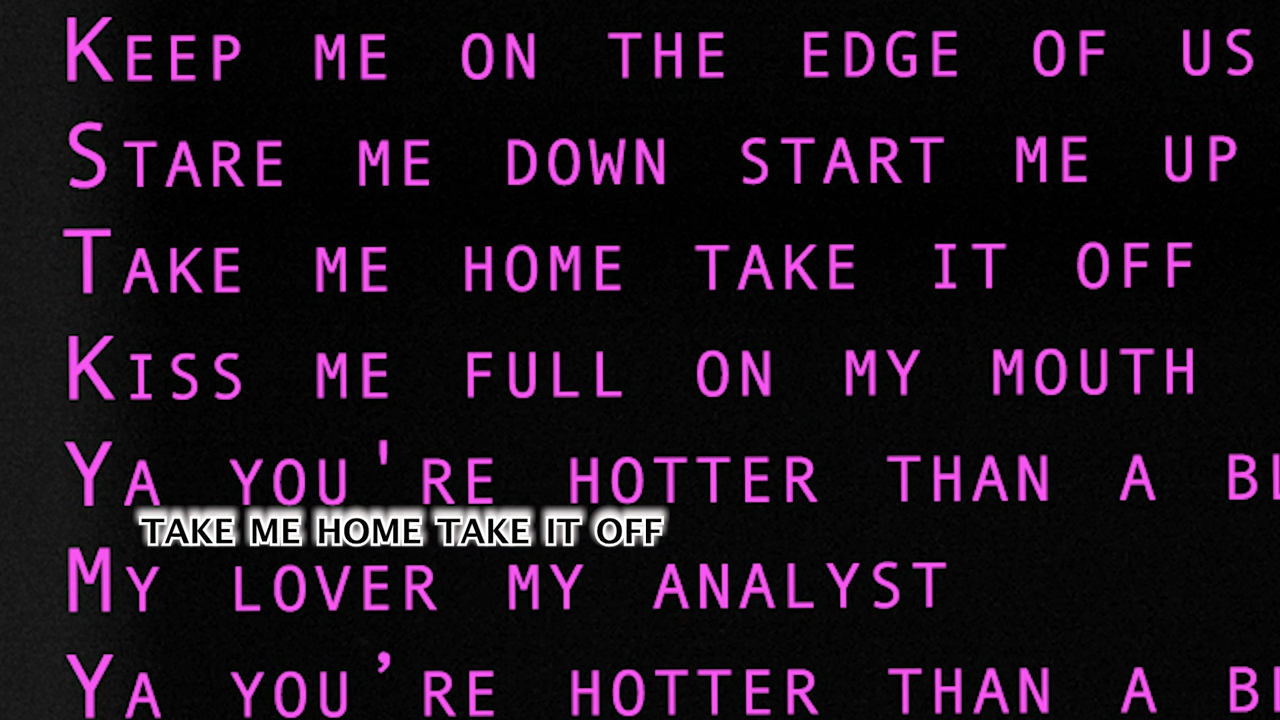 KEEP ME ON THE EDGE OF US
STARE ME DOWN START ME UP
TAKE ME HOME TAKE IT OFF
KISS ME FULL ON MY MOUTH
YA YOU'RE HOTTER THAN A
TAKE ME HOME TAKE IT OFF
MY LOVER MY ANALYST
YA YOU’RE HOTTER THAN A